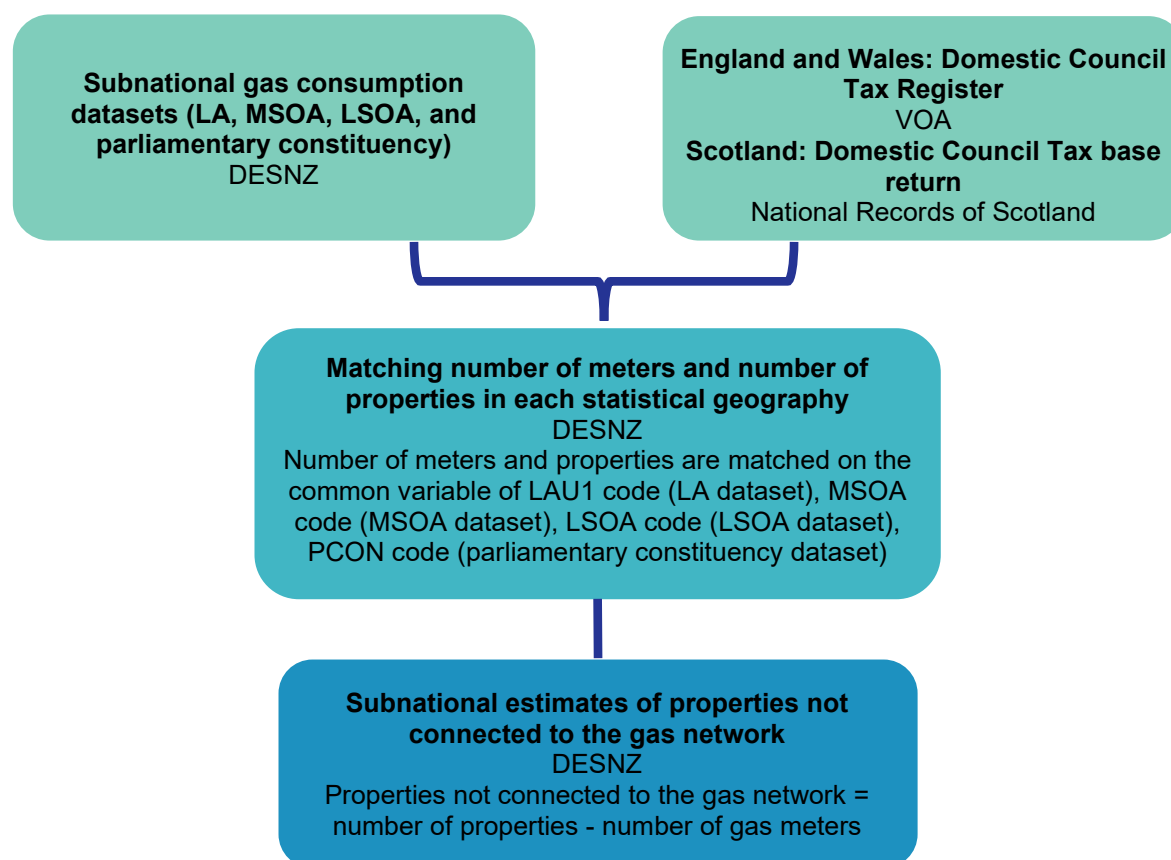 Subnational gas consumption
datasets (LA, MSOA, LSOA, and
parliamentary constituency)
DESNZ
England and Wales: Domestic Council
Tax Register
VOA
Scotland: Domestic Council Tax base
return
National Records of Scotland
Matching number of meters and number of
properties in each statistical geography
DESNZ
Number of meters and properties are matched on the
common variable of LAU1 code (LA dataset), MSOA
code (MSOA dataset), LSOA code (LSOA dataset),
PCON code (parliamentary constituency dataset)
Subnational estimates of properties not
connected to the gas network
DESNZ
Properties not connected to the gas network =
number of properties - number of gas meters